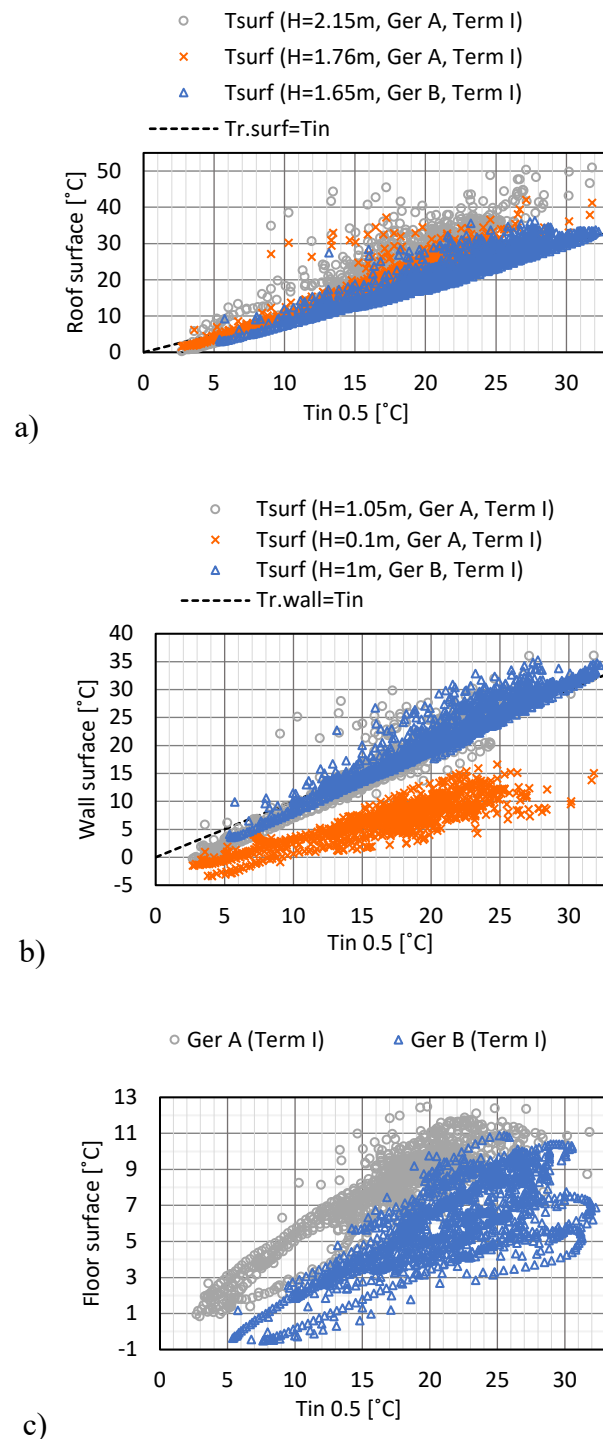 Tsurf (H=2.15m, Ger A, Term I)
Tsurf (H=1.76m, Ger A, Term I)
Tsurf (H=1.65m, Ger B, Term I)
Tr.surf=Tin
Roof surface [˚C]
50
40
30
20
10
0
0 5 10 15 20 25 30
Tin 0.5 [˚C]
a)
Tsurf (H=1.05m, Ger A, Term I)
Tsurf (H=0.1m, Ger A, Term I)
Tsurf (H=1m, Ger B, Term I)
Tr.wall=Tin
Wall surface [˚C]
40
35
30
25
20
15
10
5
0
-5
0 5 10 15 20 25 30
Tin 0.5 [˚C]
b)
Ger A (Term I) Ger B (Term I)
Floor surface [˚C]
13
11
9
7
5
3
1
-1
0 5 10 15 20 25 30
Tin 0.5 [˚C]
c)